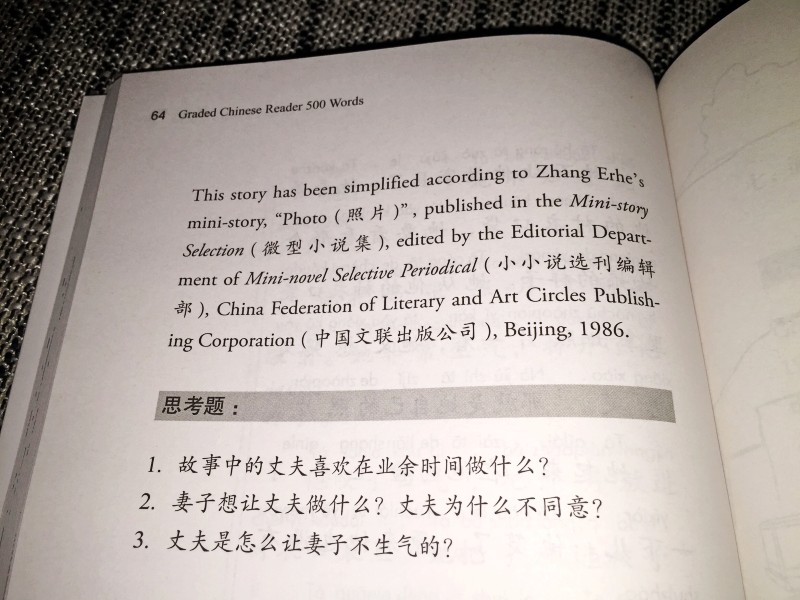 64 Graded Chinese Reader 500 Words
This story has been simplified according to Zhang Erhe's
mini-story, "Photo (照片)", published in the Mini-story
Selection (微型小说集), edited by the Editorial Depart-
ment of Mini-novel Selective Periodical (小小说选刊编辑
部), China Federation of Literary and Art Circles Publish-
ing Corporation (中国文联出版公司), Beijing, 1986.
思考题：
1. 故事中的丈夫喜欢在业余时间做什么？
2. 妻子想让丈夫做什么？丈夫为什么不同意？
3. 丈夫是怎么让妻子不生气的？